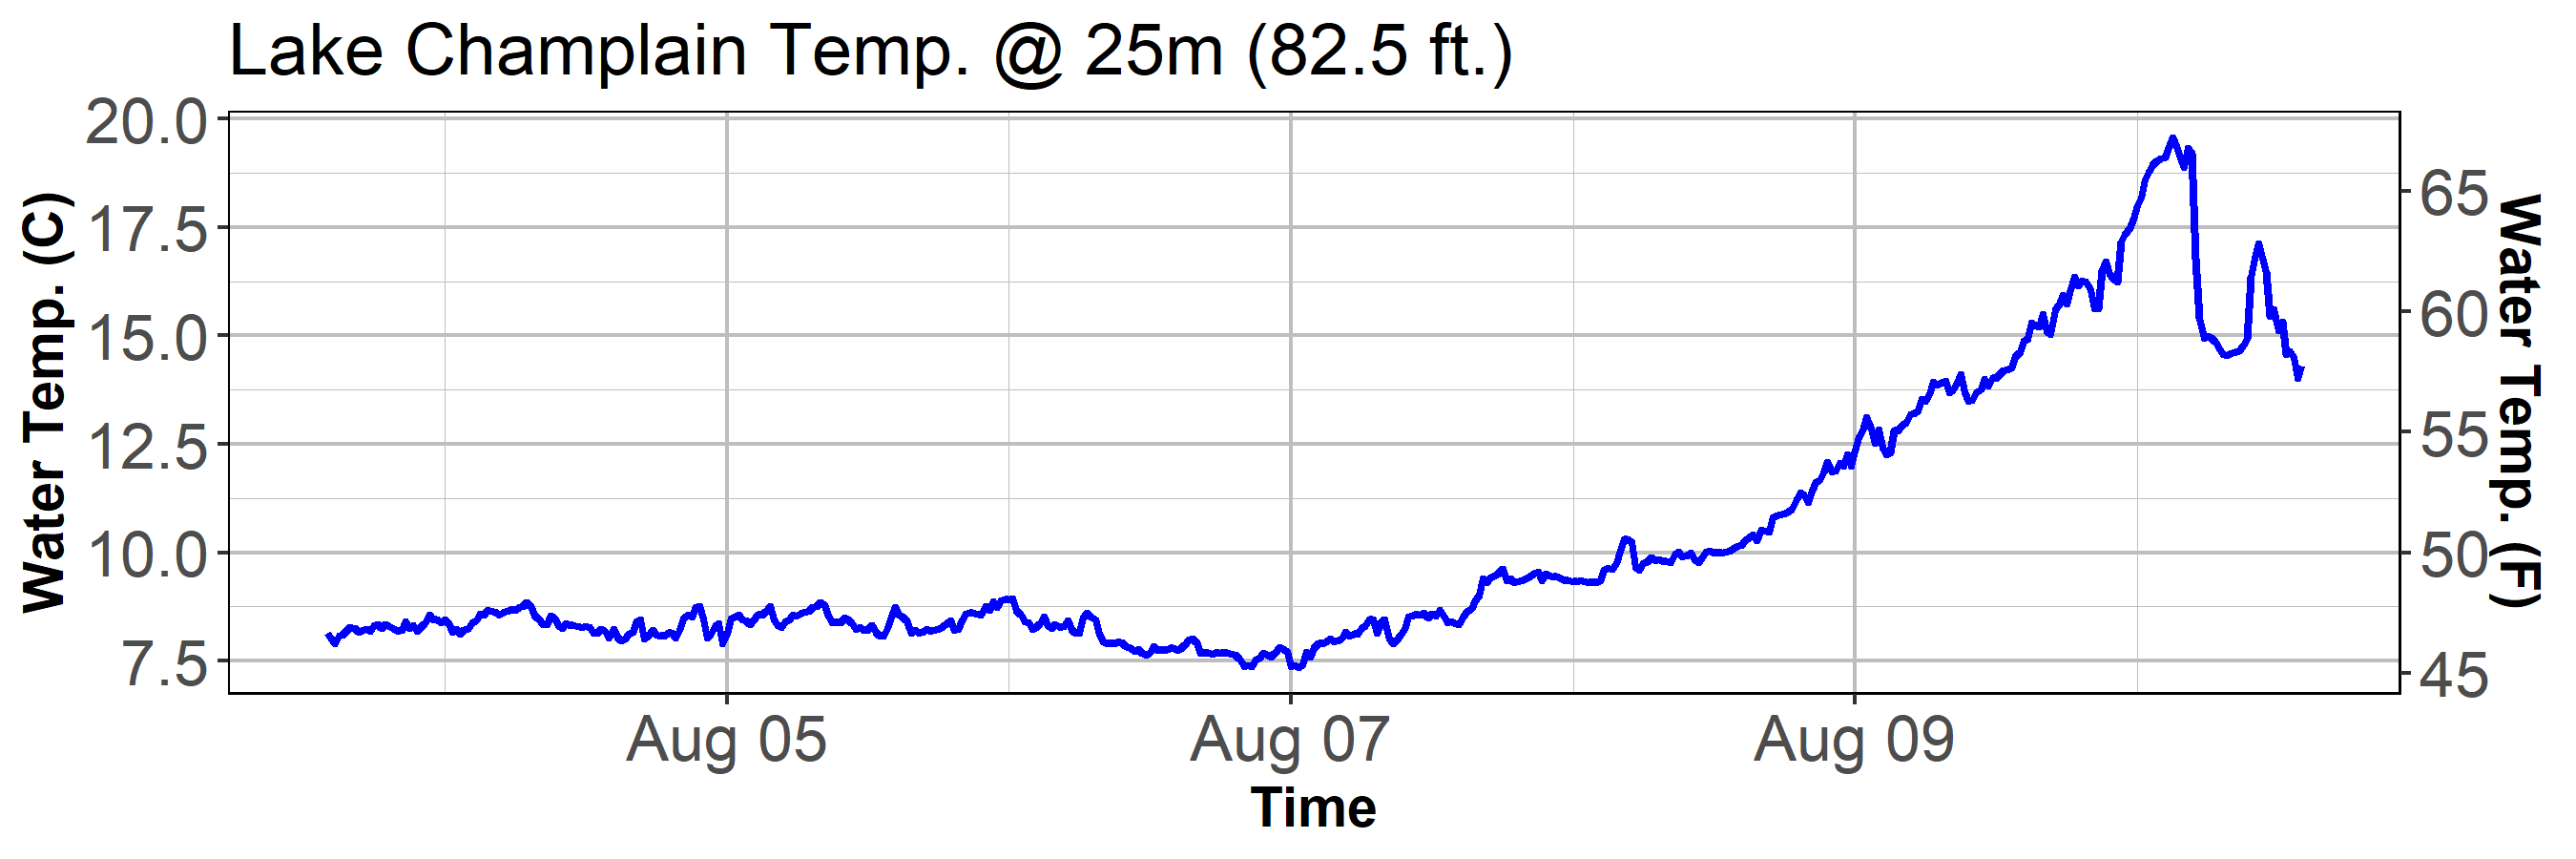 Lake Champlain Temp. @ 25m (82.5 ft.)
Water Temp. (C)
20.0
17.5
15.0
12.5
10.0
7.5
65
60
55
50
45
Water Temp. (F)
Aug 05 Aug 07 Aug 09
Time